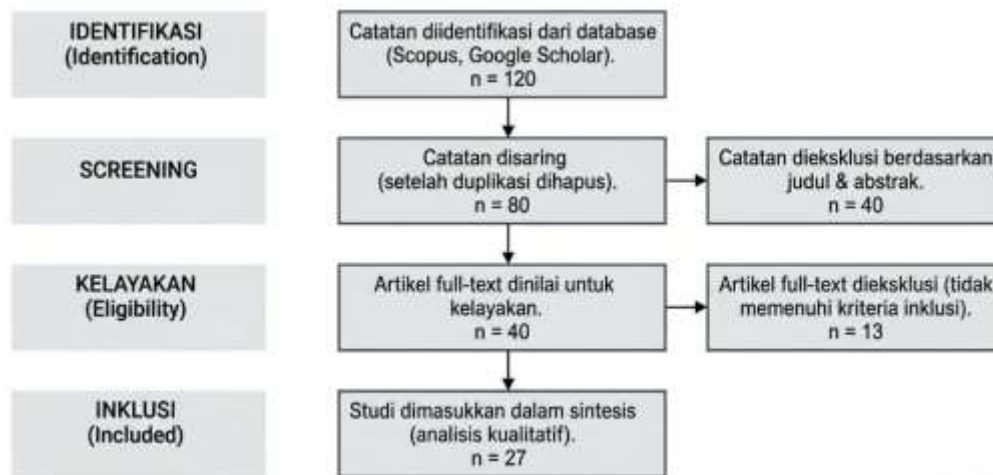 IDENTIFIKASI
(Identification)
Catatan diidentifikasi dari database
(Scopus, Google Scholar).
n = 120
SCREENING
Catatan disaring
(setelah duplikasi dihapus).
n = 80
Catatan dieksklusi berdasarkan
judul & abstrak.
n = 40
KELAYAKAN
(Eligibility)
Artikel full-text dinilai untuk
kelayakan.
n = 40
Artikel full-text dieksklusi (tidak
memenuhi kriteria inklusi).
n = 13
INKLUSI
(Included)
Studi dimasukkan dalam sintesis
(analisis kualitatif).
n = 27